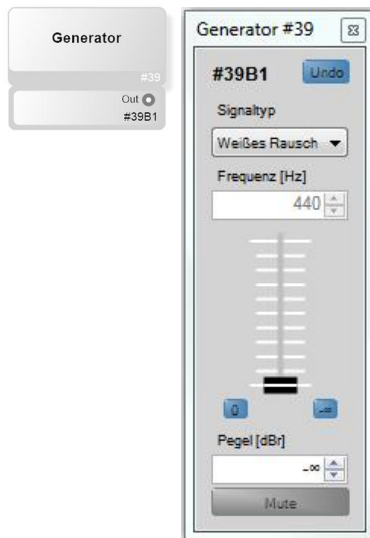 Generator
#39
Out
#39B1
Generator #39
#39B1
Undo
Signaltyp
Weißes Rausch
Frequenz [Hz]
440
0
-∞
Pegel [dBr]
-∞
Mute